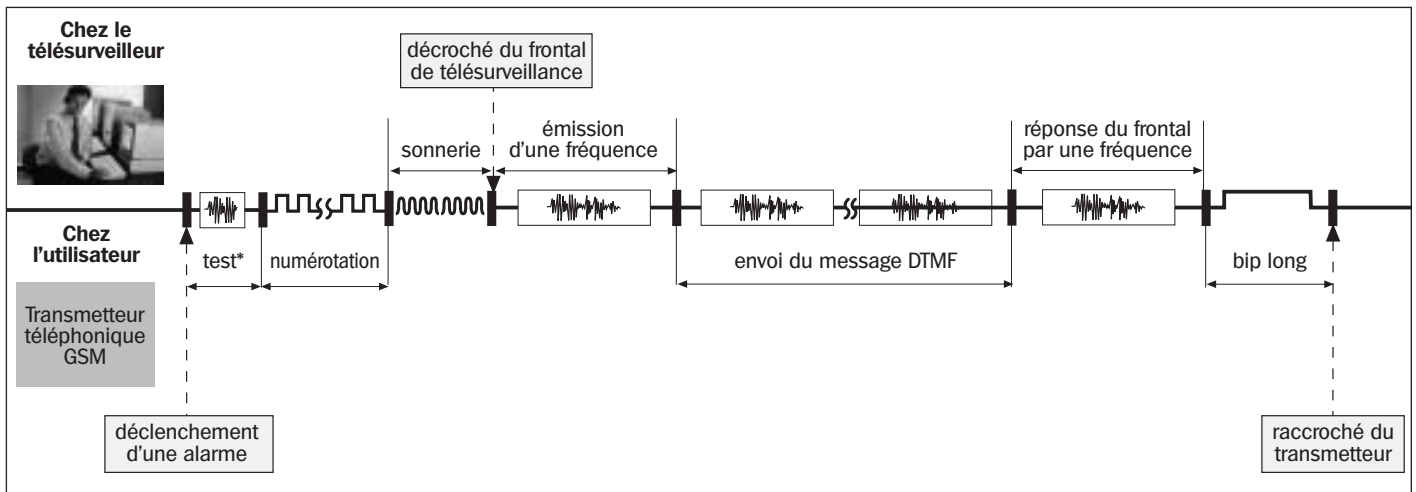 Chez le
télésurveilleur
décroché du frontal
de télésurveillance
sonnerie
émission
d'une fréquence
réponse du frontal
par une fréquence
Chez
l'utilisateur
test*
numérotation
envoi du message DTMF
bip long
Transmetteur
téléphonique
GSM
déclenchement
d'une alarme
raccroché du
transmetteur